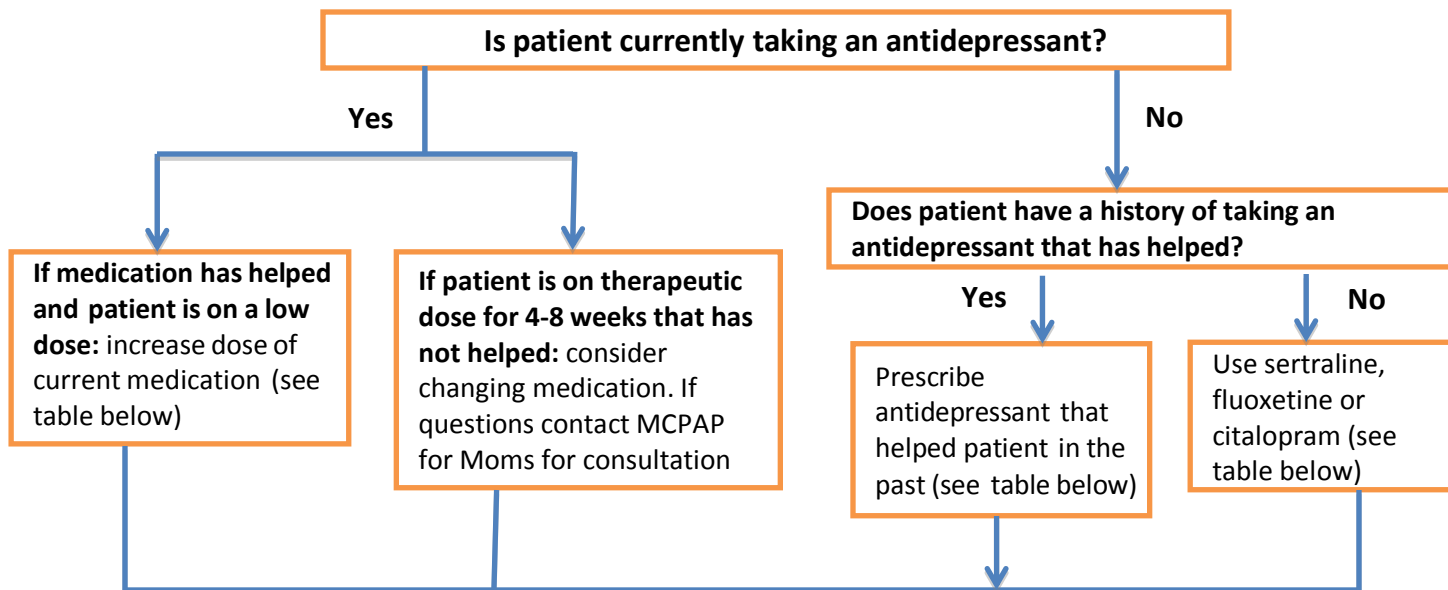 Is patient currently taking an antidepressant?
Yes
No
Does patient have a history of taking an
antidepressant that has helped?
If medication has helped
and patient is on a low
dose: increase dose of
current medication (see
table below)
If patient is on therapeutic
dose for 4-8 weeks that has
not helped: consider
changing medication. If
questions contact MCPAP
for Moms for consultation
Yes
No
Prescribe
antidepressant that
helped patient in the
past (see table below)
Use sertraline,
fluoxetine or
citalopram (see
table below)